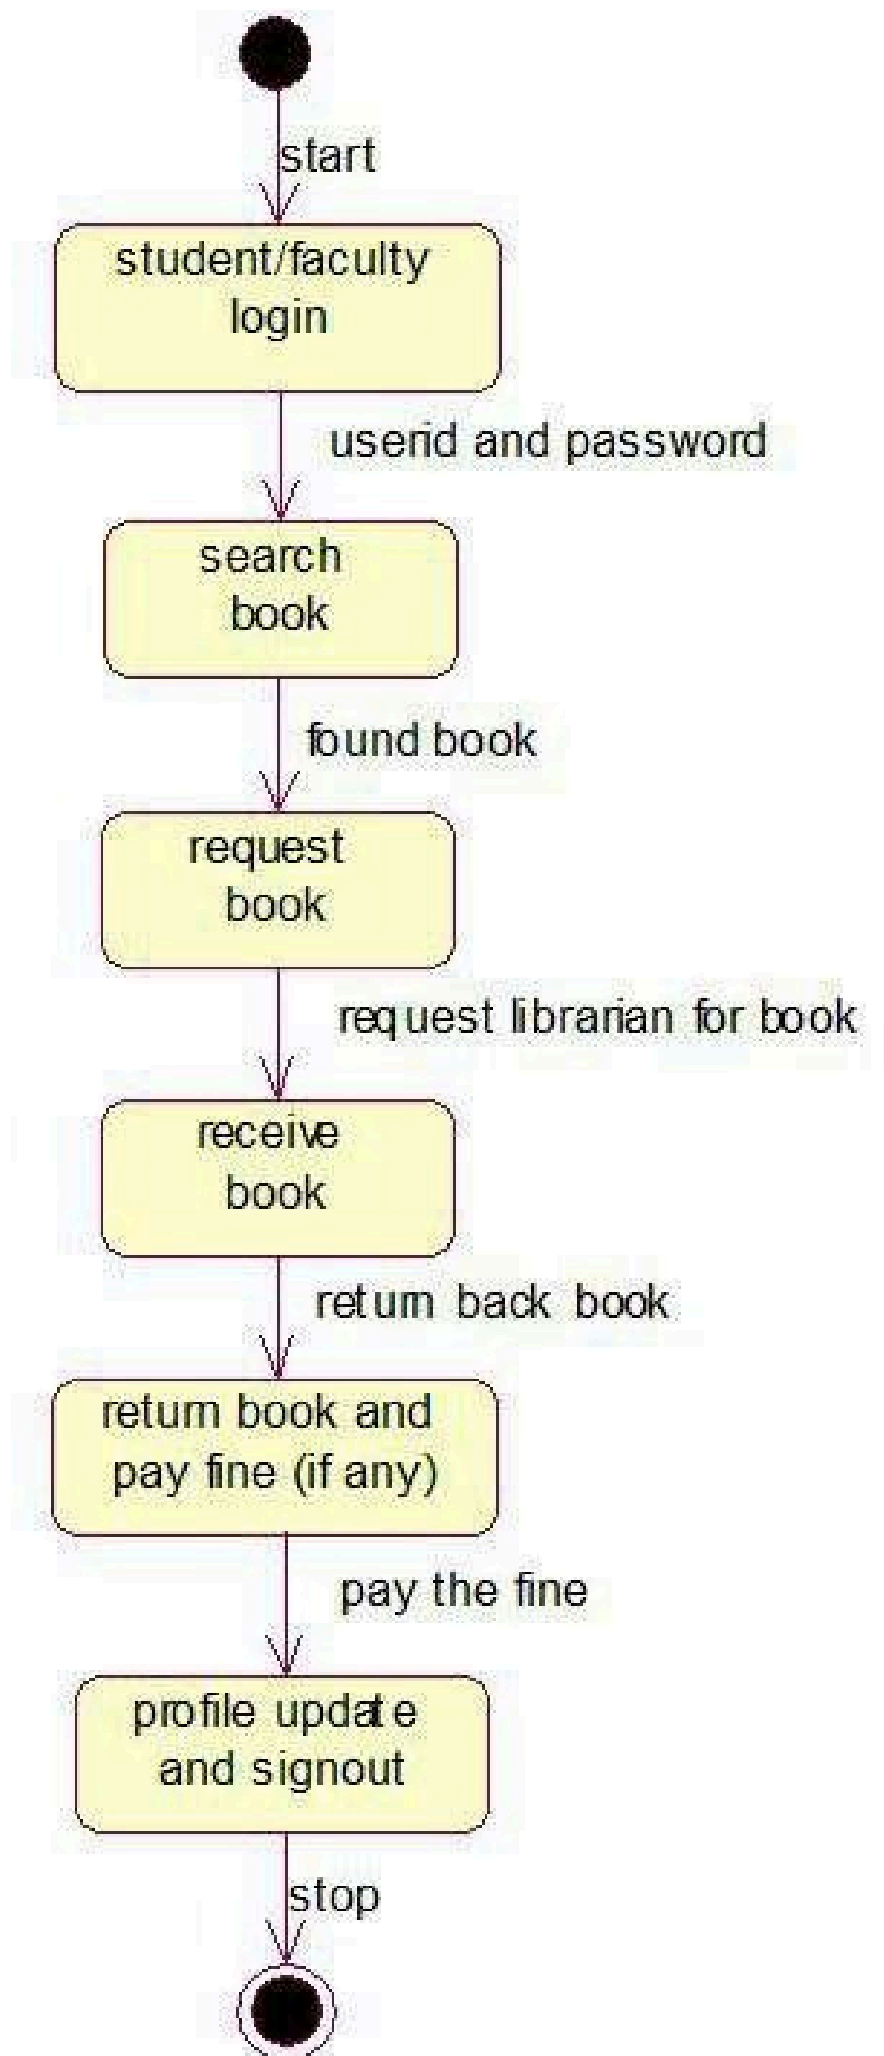 start
student/faculty
login
userid and password
search
book
found book
request
book
request librarian for book
receive
book
return back book
return book and
pay fine (if any)
pay the fine
profile update
and signout
stop